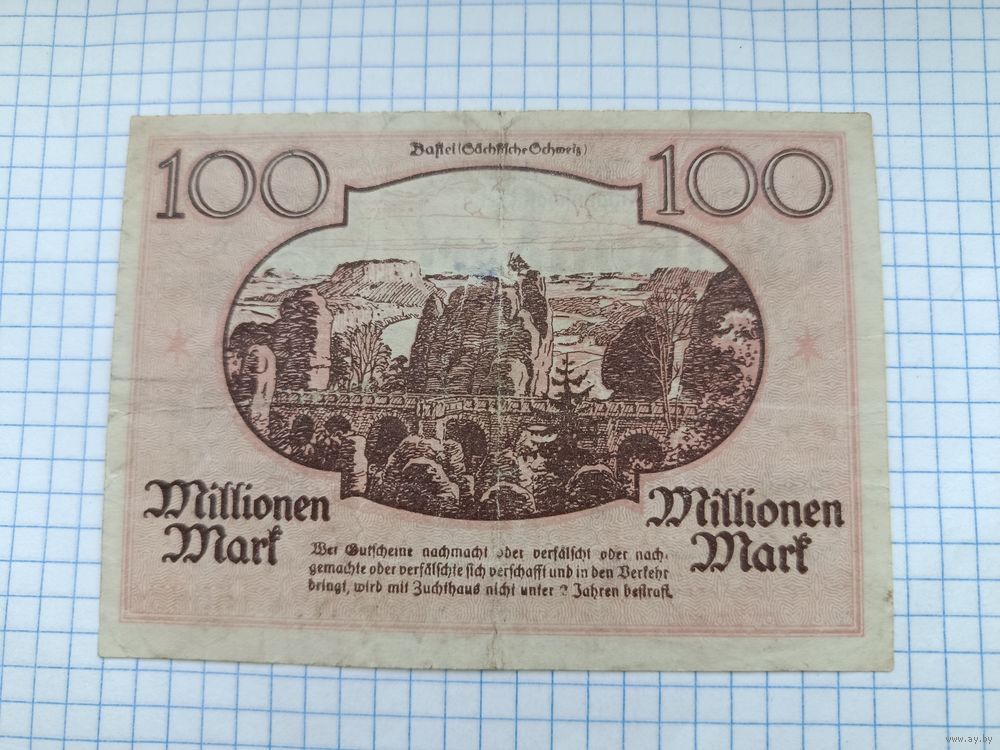 Bastei (Sächsische Schweiz)
100
100
Millionen
Mark
Millionen
Mark
Wer Gutscheine nachmacht oder verfälscht oder nach-
gemachte oder verfälschte sich verschafft und in den Verkehr
bringt, wird mit Zuchthaus nicht unter 2 Jahren bestraft.
www.ay.by